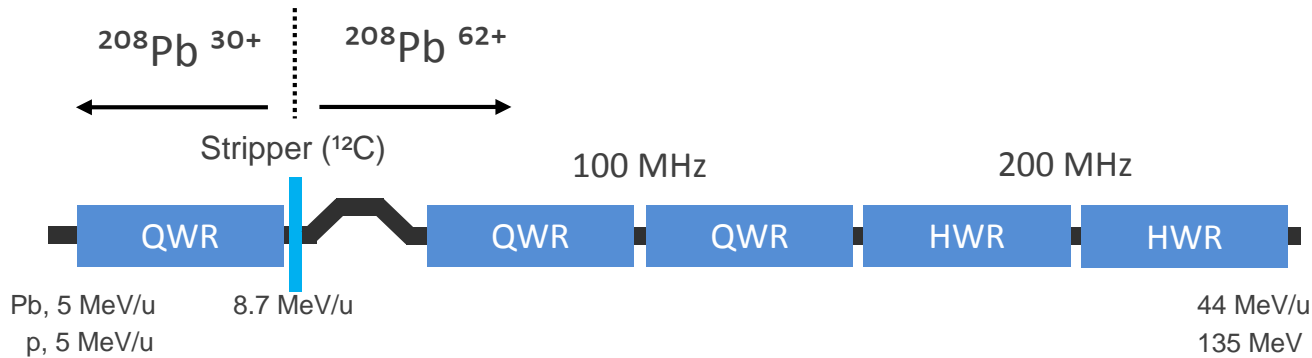 ²⁰⁸Pb ³⁰⁺ ²⁰⁸Pb ⁶²⁺
Stripper (¹²C)
100 MHz 200 MHz
QWR QWR QWR HWR HWR
Pb, 5 MeV/u 8.7 MeV/u 44 MeV/u
p, 5 MeV/u 135 MeV